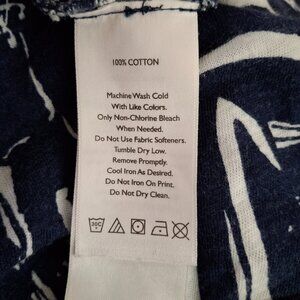 100% COTTON
Machine Wash Cold
With Like Colors.
Only Non-Chlorine Bleach
When Needed.
Do Not Use Fabric Softeners.
Tumble Dry Low.
Remove Promptly.
Cool Iron As Desired.
Do Not Iron On Print.
Do Not Dry Clean.